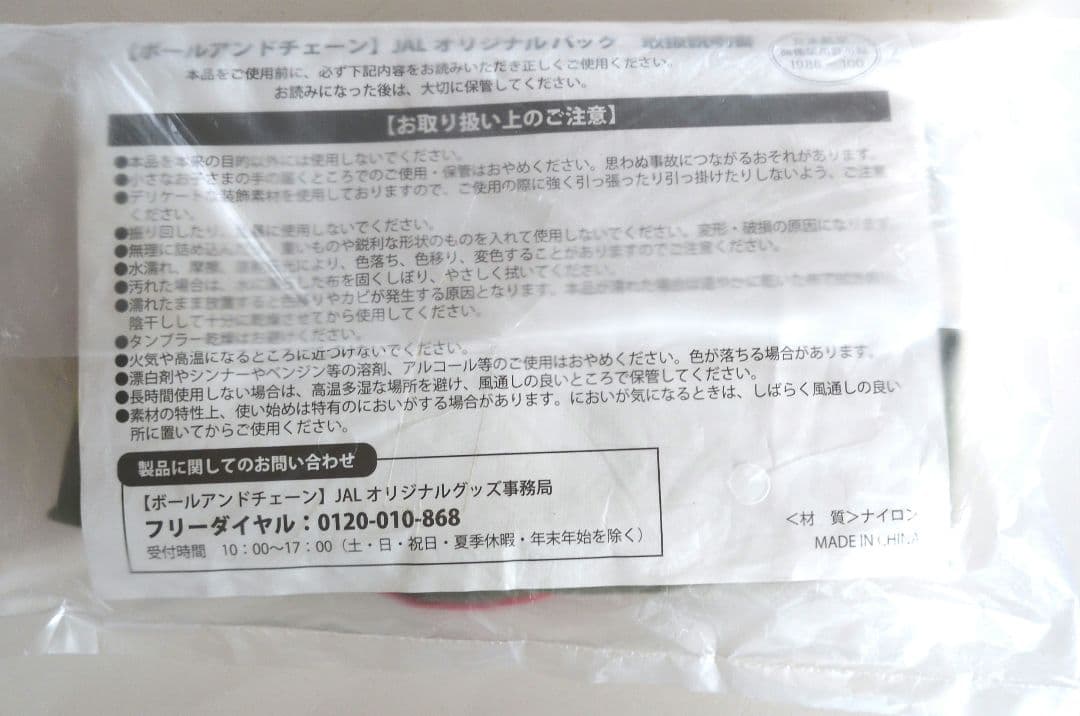 【ボールアンドチェーン】JALオリジナルバッグ 取扱説明書
本品をご使用前に、必ず下記内容をお読みいただき正しくご使用ください。
お読みになった後は、大切に保管してください。
【お取り扱い上のご注意】
●本品を本来の目的以外には使用しないでください。
●小さなお子さまの手の届くところでのご使用・保管はおやめください。思わぬ事故につながるおそれがあります。
●デリケートな装飾素材を使用しておりますので、ご使用の際に強く引っ張ったり引っ掛けたりしないよう、ご注意
ください。
●振り回したり、乱暴に使用しないでください。
●無理に詰め込んだり、重いものや鋭利な形状のものを入れて使用しないでください。変形・破損の原因になります。
●水濡れ、摩擦、により、色落ち、色移り、変色することがありますのでご注意ください。
●汚れた場合は、布を固くしぼり、やさしく拭いてください。
●濡れたまま放置すると色移りやカビが発生する原因となります。本品が濡れた場合は速やかに乾いた
陰干しして十分に乾燥させてから使用してください。
●タンブラー乾燥はお避けください。
●火気や高温になるところに近づけないでください。
●漂白剤やシンナーやベンジン等の溶剤、アルコール等のご使用はおやめください。色が落ちる場合があります。
●長時間使用しない場合は、高温多湿な場所を避け、風通しの良いところで保管してください。
●素材の特性上、使い始めは特有のにおいがする場合があります。においが気になるときは、しばらく風通しの良い
所に置いてからご使用ください。
製品に関してのお問い合わせ
【ボールアンドチェーン】JALオリジナルグッズ事務局
フリーダイヤル：0120-010-868
受付時間 10：00〜17：00（土・日・祝日・夏季休暇・年末年始を除く）
＜材 質＞ナイロン
MADE IN CHINA